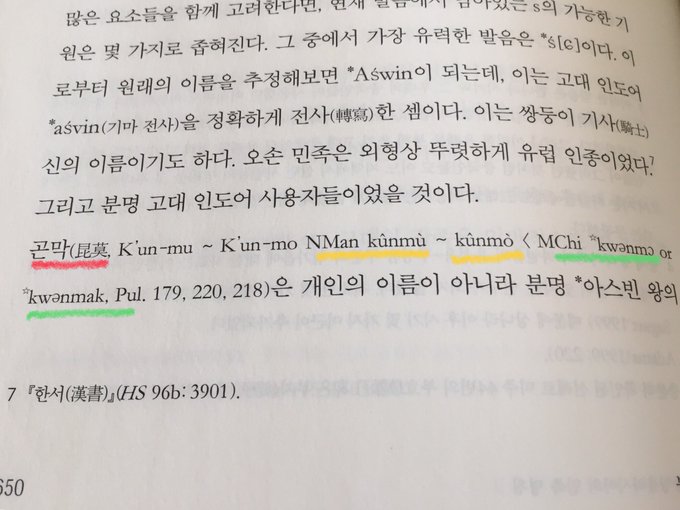 많은 요소들을 함께 고려한다면, 현재 발음에서 남아있는 s의 가능한 기
원은 몇 가지로 좁혀진다. 그 중에서 가장 유력한 발음은 *ś[ɕ]이다. 이
로부터 원래의 이름을 추정해보면 *Aświn이 되는데, 이는 고대 인도어
*aśvin(기마 전사)을 정확하게 전사(轉寫)한 셈이다. 이는 쌍둥이 기사(騎士)
신의 이름이기도 하다. 오손 민족은 외형상 뚜렷하게 유럽 인종이었다.7
그리고 분명 고대 인도어 사용자들이었을 것이다.
곤막(昆莫, K'un-mu ~ K'un-mo NMan kūnmù ~ kūnmò < MChi ☆kwənmɔ or
☆kwənmak, Pul. 179, 220, 218)은 개인의 이름이 아니라 분명 *아스빈 왕의
7 『한서(漢書)』(HS 96b: 3901).
650